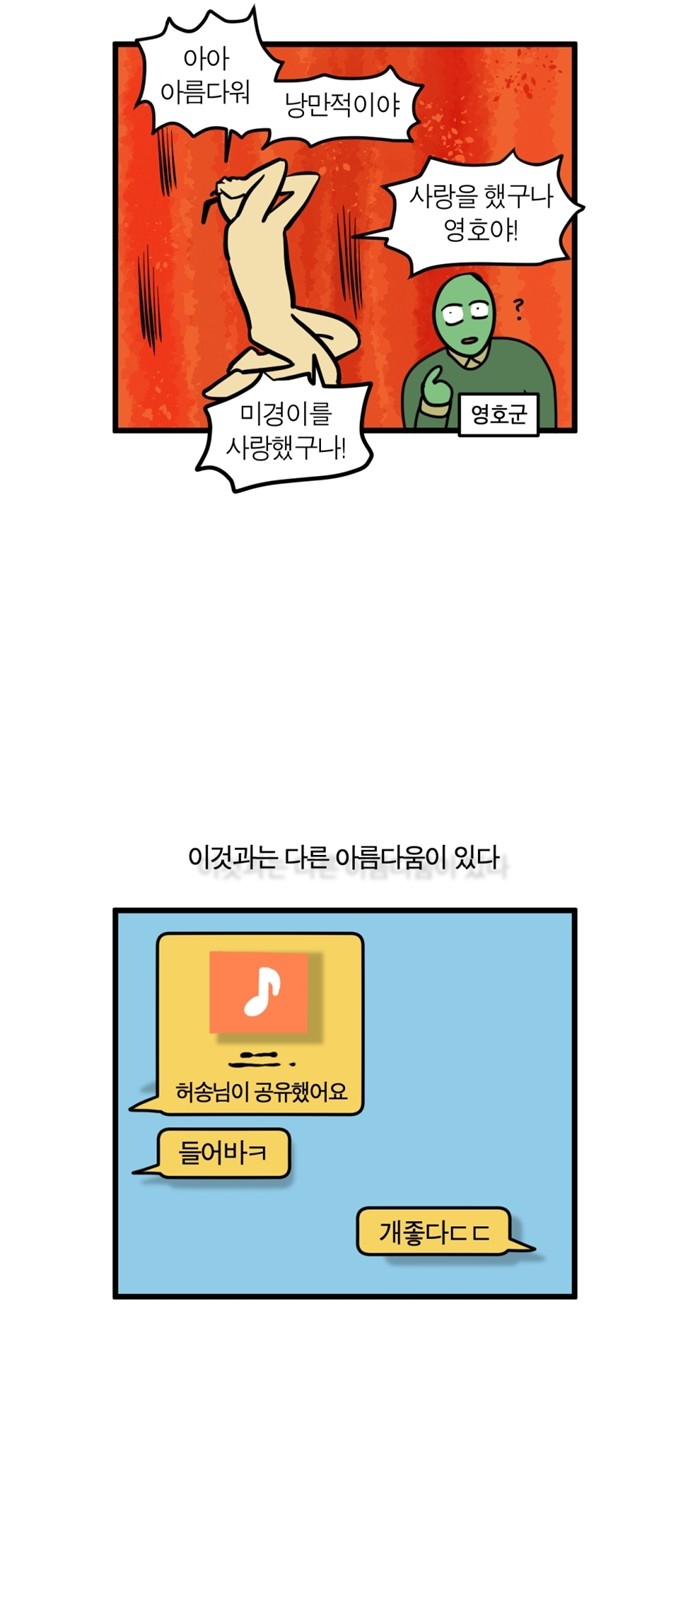 아아
아름다워
낭만적이야
사랑을 했구나
영호야!
?
영호군
미경이를
사랑했구나!
이것과는 다른 아름다움이 있다
허송님이 공유했어요
들어바ㅋ
개좋다ㄷㄷ